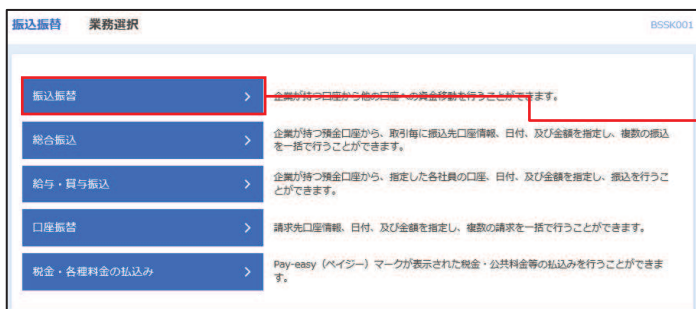 振込振替 業務選択 BSSK001
振込振替 > 企業が持つ口座から他の口座への資金移動を行うことができます。
総合振込 > 企業が持つ預金口座から、取引毎に振込先口座情報、日付、及び金額を指定し、複数の振込
を一括で行うことができます。
給与・賞与振込 > 企業が持つ預金口座から、指定した各社員の口座、日付、及び金額を指定し、振込を行うこ
とができます。
口座振替 > 請求先口座情報、日付、及び金額を指定し、複数の請求を一括で行うことができます。
税金・各種料金の払込み > Pay-easy（ペイジー）マークが表示された税金・公共料金等の払込みを行うことができま
す。